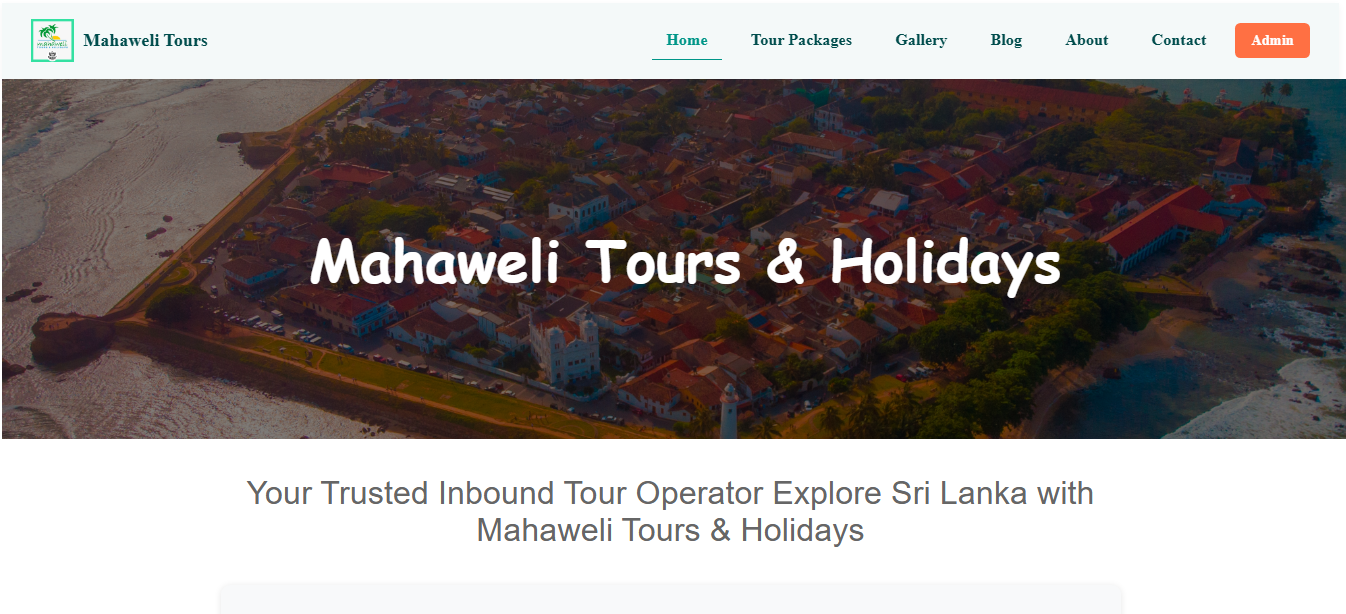 mahaweli
Mahaweli Tours
Home
Tour Packages
Gallery
Blog
About
Contact
Admin
Mahaweli Tours & Holidays
Your Trusted Inbound Tour Operator Explore Sri Lanka with
Mahaweli Tours & Holidays